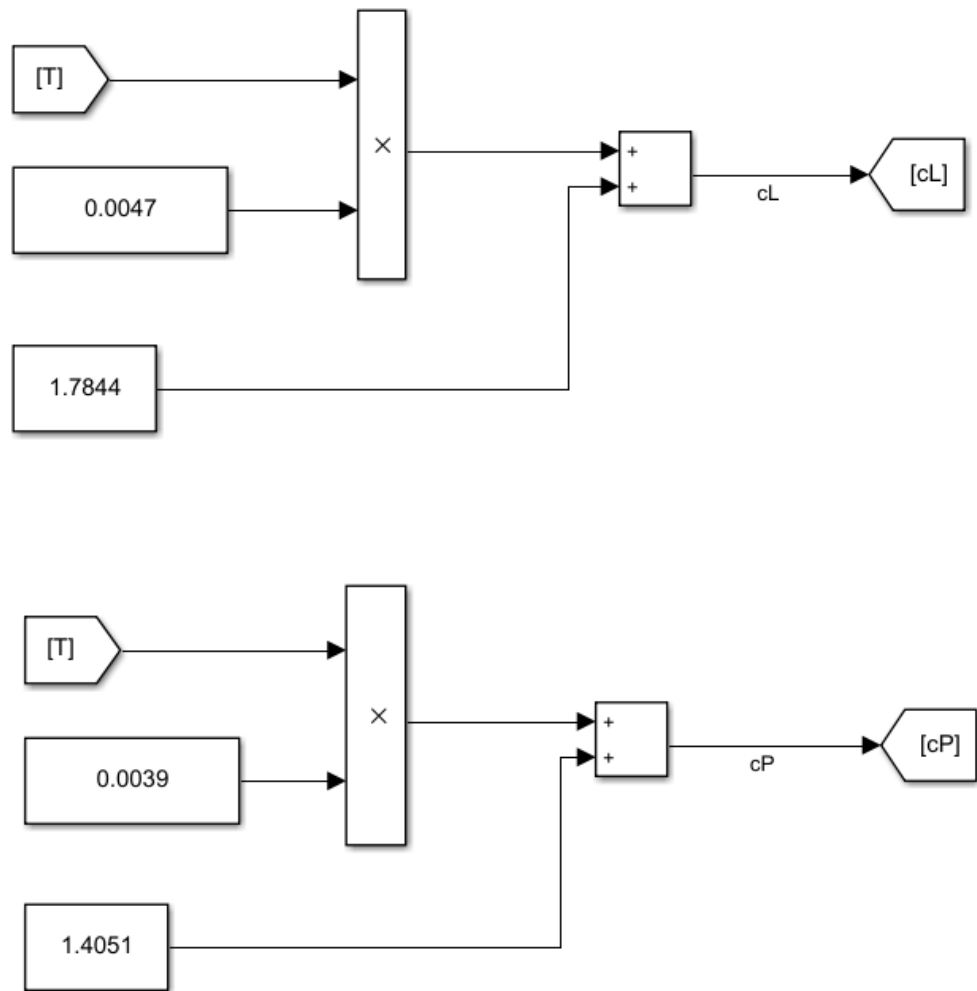 [T]
×
0.0047
+
+
cL
[cL]
1.7844
[T]
×
0.0039
+
+
cP
[cP]
1.4051